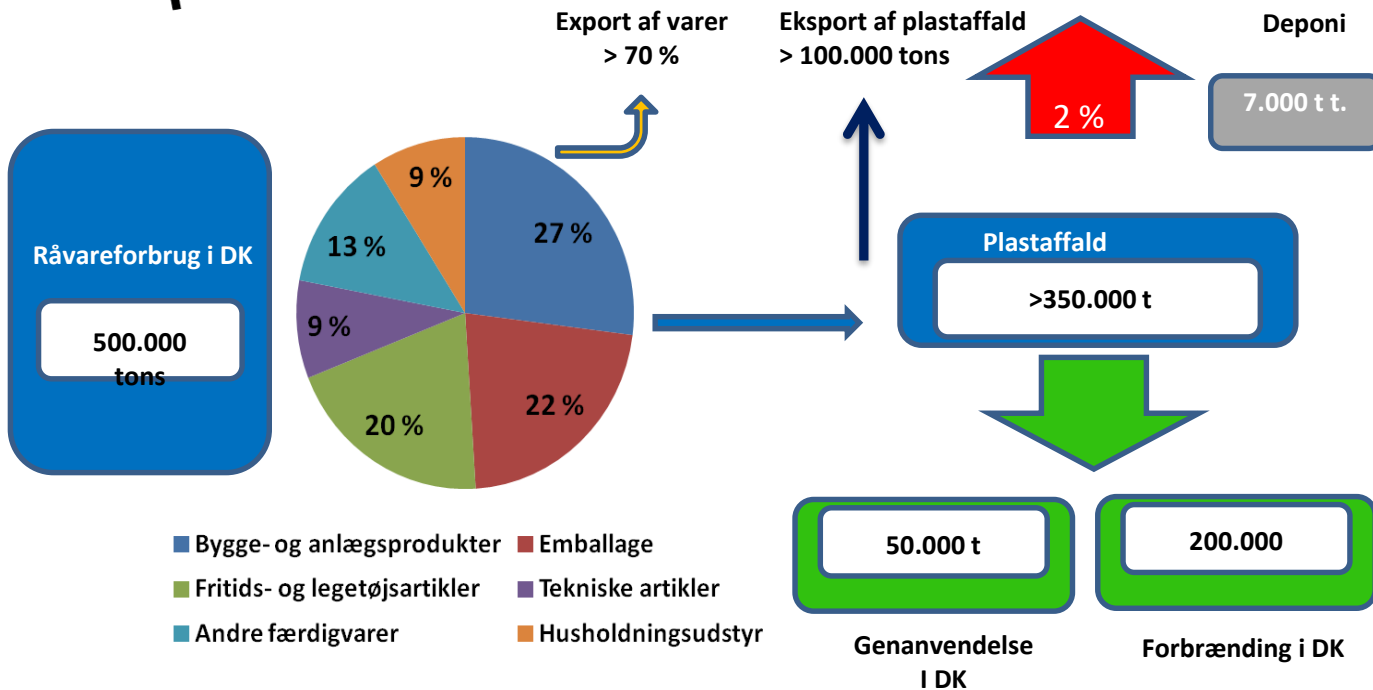 Export af varer
> 70 %
Eksport af plastaffald
> 100.000 tons
2 %
Deponi
7.000 t t.
Råvareforbrug i DK
500.000
tons
9 %
27 %
13 %
9 %
20 %
22 %
Plastaffald
>350.000 t
Bygge- og anlægsprodukter
Emballage
Fritids- og legetøjsartikler
Tekniske artikler
Andre færdigvarer
Husholdningsudstyr
50.000 t
200.000
Genanvendelse
I DK
Forbrænding i DK